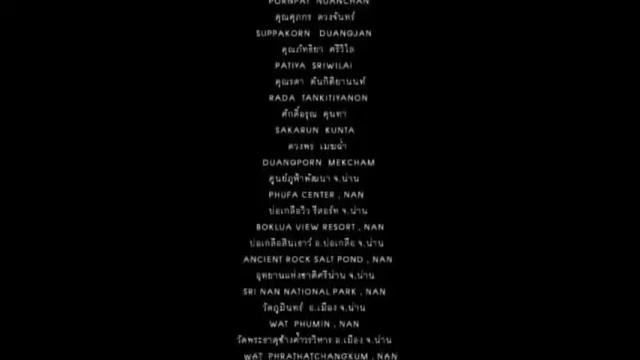 PORNPAT NUANCHAN
คุณศุภกร ดวงจันทร์
SUPPAKORN DUANGJAN
คุณภัทธิยา ศรีวิไล
PATIYA SRIWILAI
คุณรดา ตันกิติยานนท์
RADA TANKITIYANON
ศักดิ์อรุณ คุนทา
SAKARUN KUNTA
ดวงพร เมฆฉ่ำ
DUANGPORN MEKCHAM
ศูนย์ภูฟ้าพัฒนา จ.น่าน
PHUFA CENTER , NAN
บ่อเกลือวิว รีสอร์ท จ.น่าน
BOKLUA VIEW RESORT , NAN
บ่อเกลือสินเธาว์ อ.บ่อเกลือ จ.น่าน
ANCIENT ROCK SALT POND , NAN
อุทยานแห่งชาติศรีน่าน จ.น่าน
SRI NAN NATIONAL PARK , NAN
วัดภูมินทร์ อ.เมือง จ.น่าน
WAT PHUMIN , NAN
วัดพระธาตุช้างค้ำวรวิหาร อ.เมือง จ.น่าน
WAT PHRATHATCHANGKUM , NAN